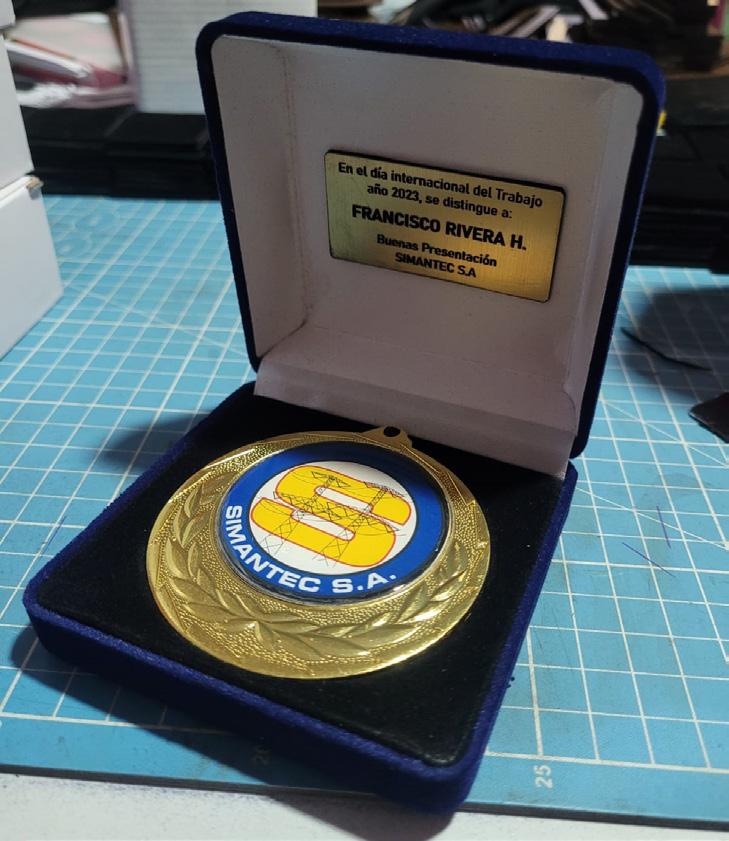 En el día internacional del Trabajo
año 2023, se distingue a:
FRANCISCO RIVERA H.
Buenas Presentación
SIMANTEC S.A
S
SIMANTEC S.A.
25